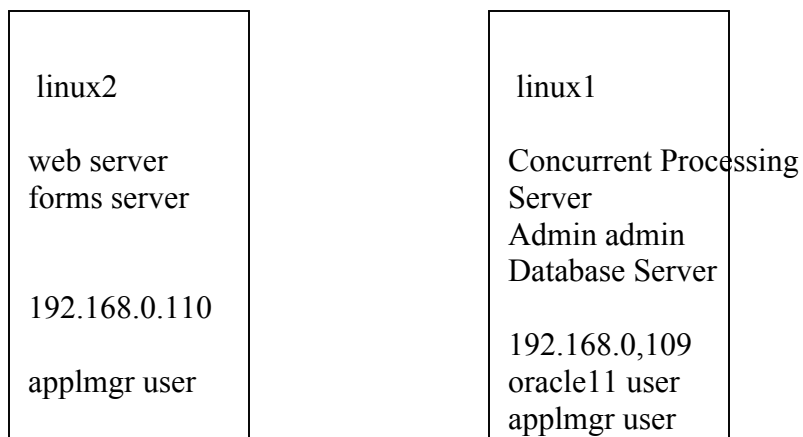 linux2
web server
forms server
192.168.0.110
applmgr user
linux1
Concurrent Processing
Server
Admin admin
Database Server
192.168.0,109
oracle11 user
applmgr user